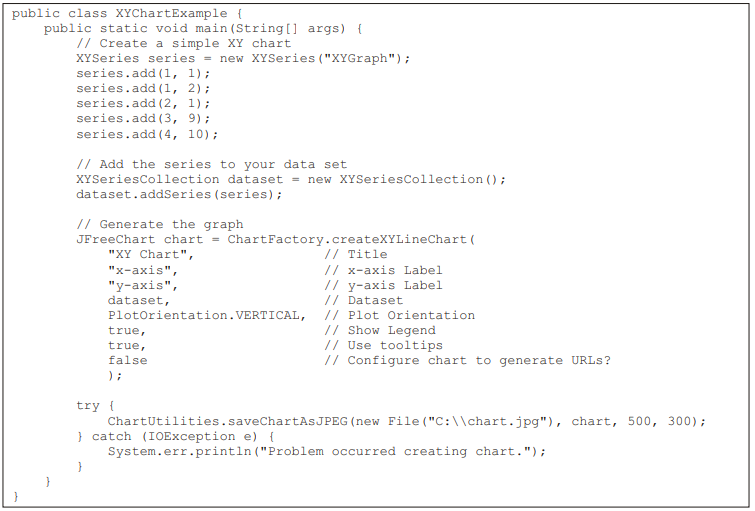 public class XYChartExample {
    public static void main(String[] args) {
        // Create a simple XY chart
        XYSeries series = new XYSeries("XYGraph");
        series.add(1, 1);
        series.add(1, 2);
        series.add(2, 1);
        series.add(3, 9);
        series.add(4, 10);

        // Add the series to your data set
        XYSeriesCollection dataset = new XYSeriesCollection();
        dataset.addSeries(series);

        // Generate the graph
        JFreeChart chart = ChartFactory.createXYLineChart(
            "XY Chart",                // Title
            "x-axis",                  // x-axis Label
            "y-axis",                  // y-axis Label
            dataset,                   // Dataset
            PlotOrientation.VERTICAL,  // Plot Orientation
            true,                      // Show Legend
            true,                      // Use tooltips
            false                      // Configure chart to generate URLs?
            );

        try {
            ChartUtilities.saveChartAsJPEG(new File("C:\\chart.jpg"), chart, 500, 300);
        } catch (IOException e) {
            System.err.println("Problem occurred creating chart.");
        }
    }
}